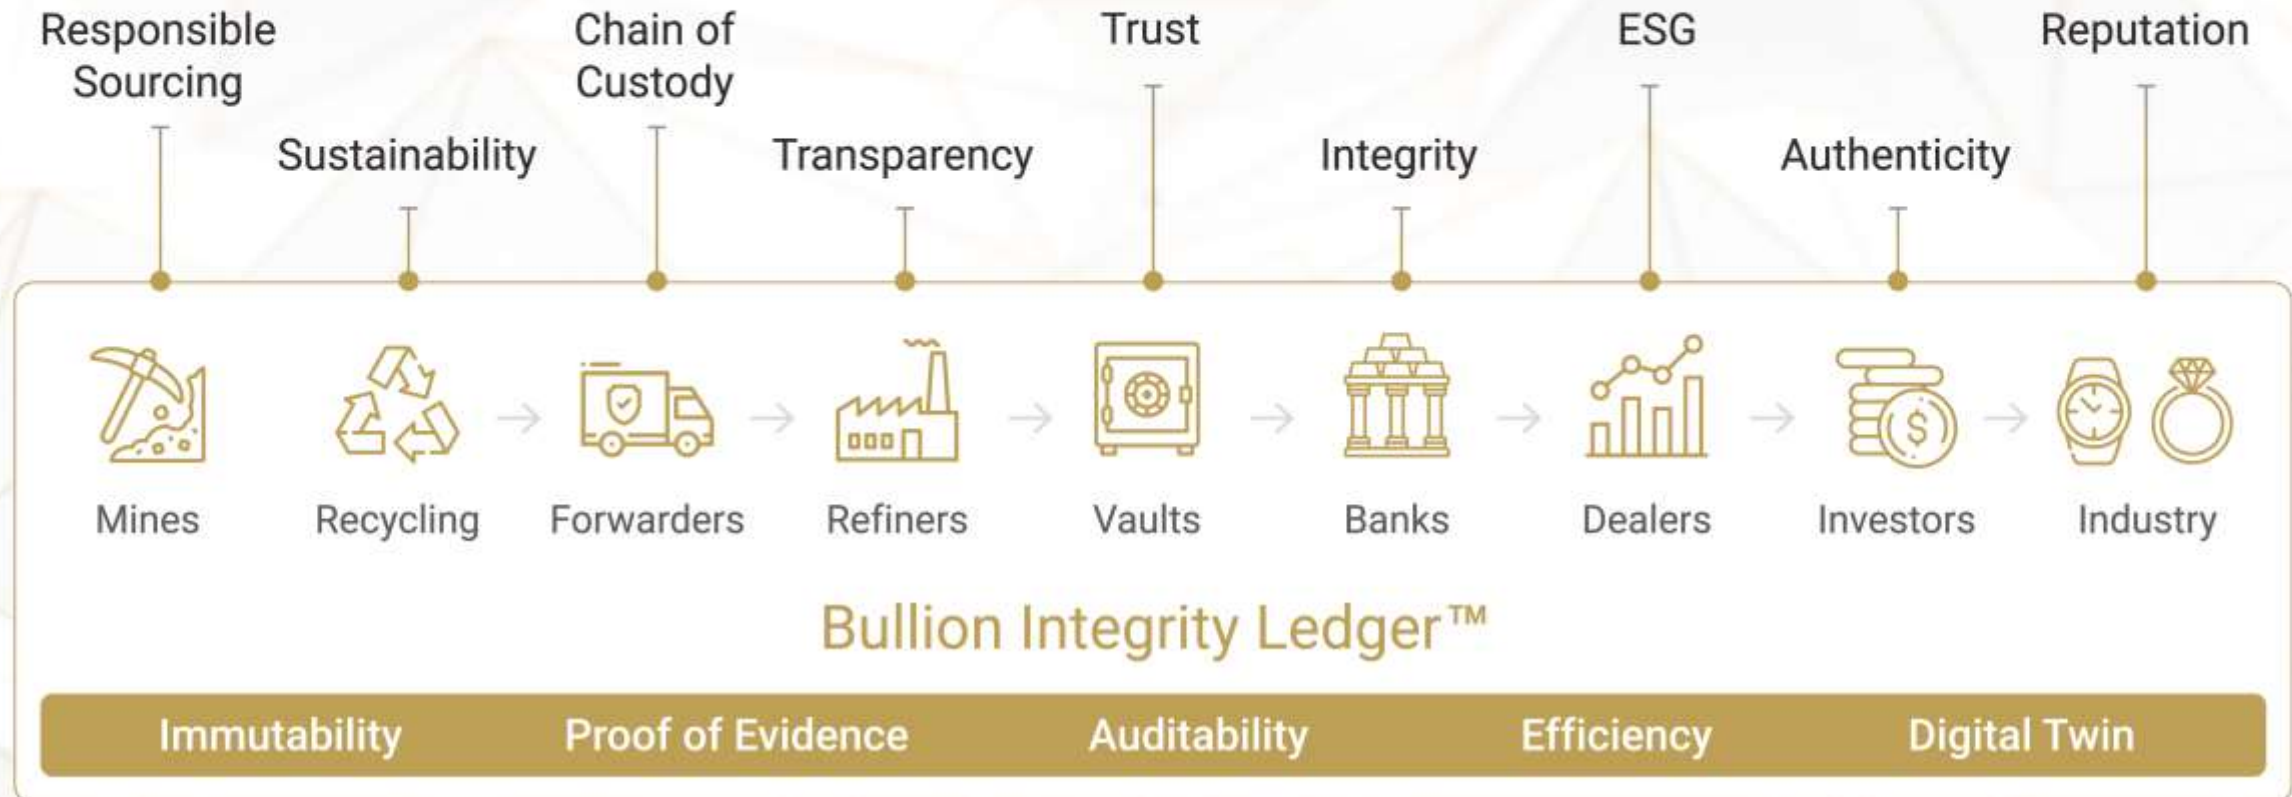 Responsible
Sourcing
Chain of
Custody
Trust
ESG
Reputation
Sustainability
Transparency
Integrity
Authenticity
Mines
Recycling
Forwarders
Refiners
Vaults
Banks
Dealers
Investors
Industry
Bullion Integrity Ledger™
Immutability
Proof of Evidence
Auditability
Efficiency
Digital Twin